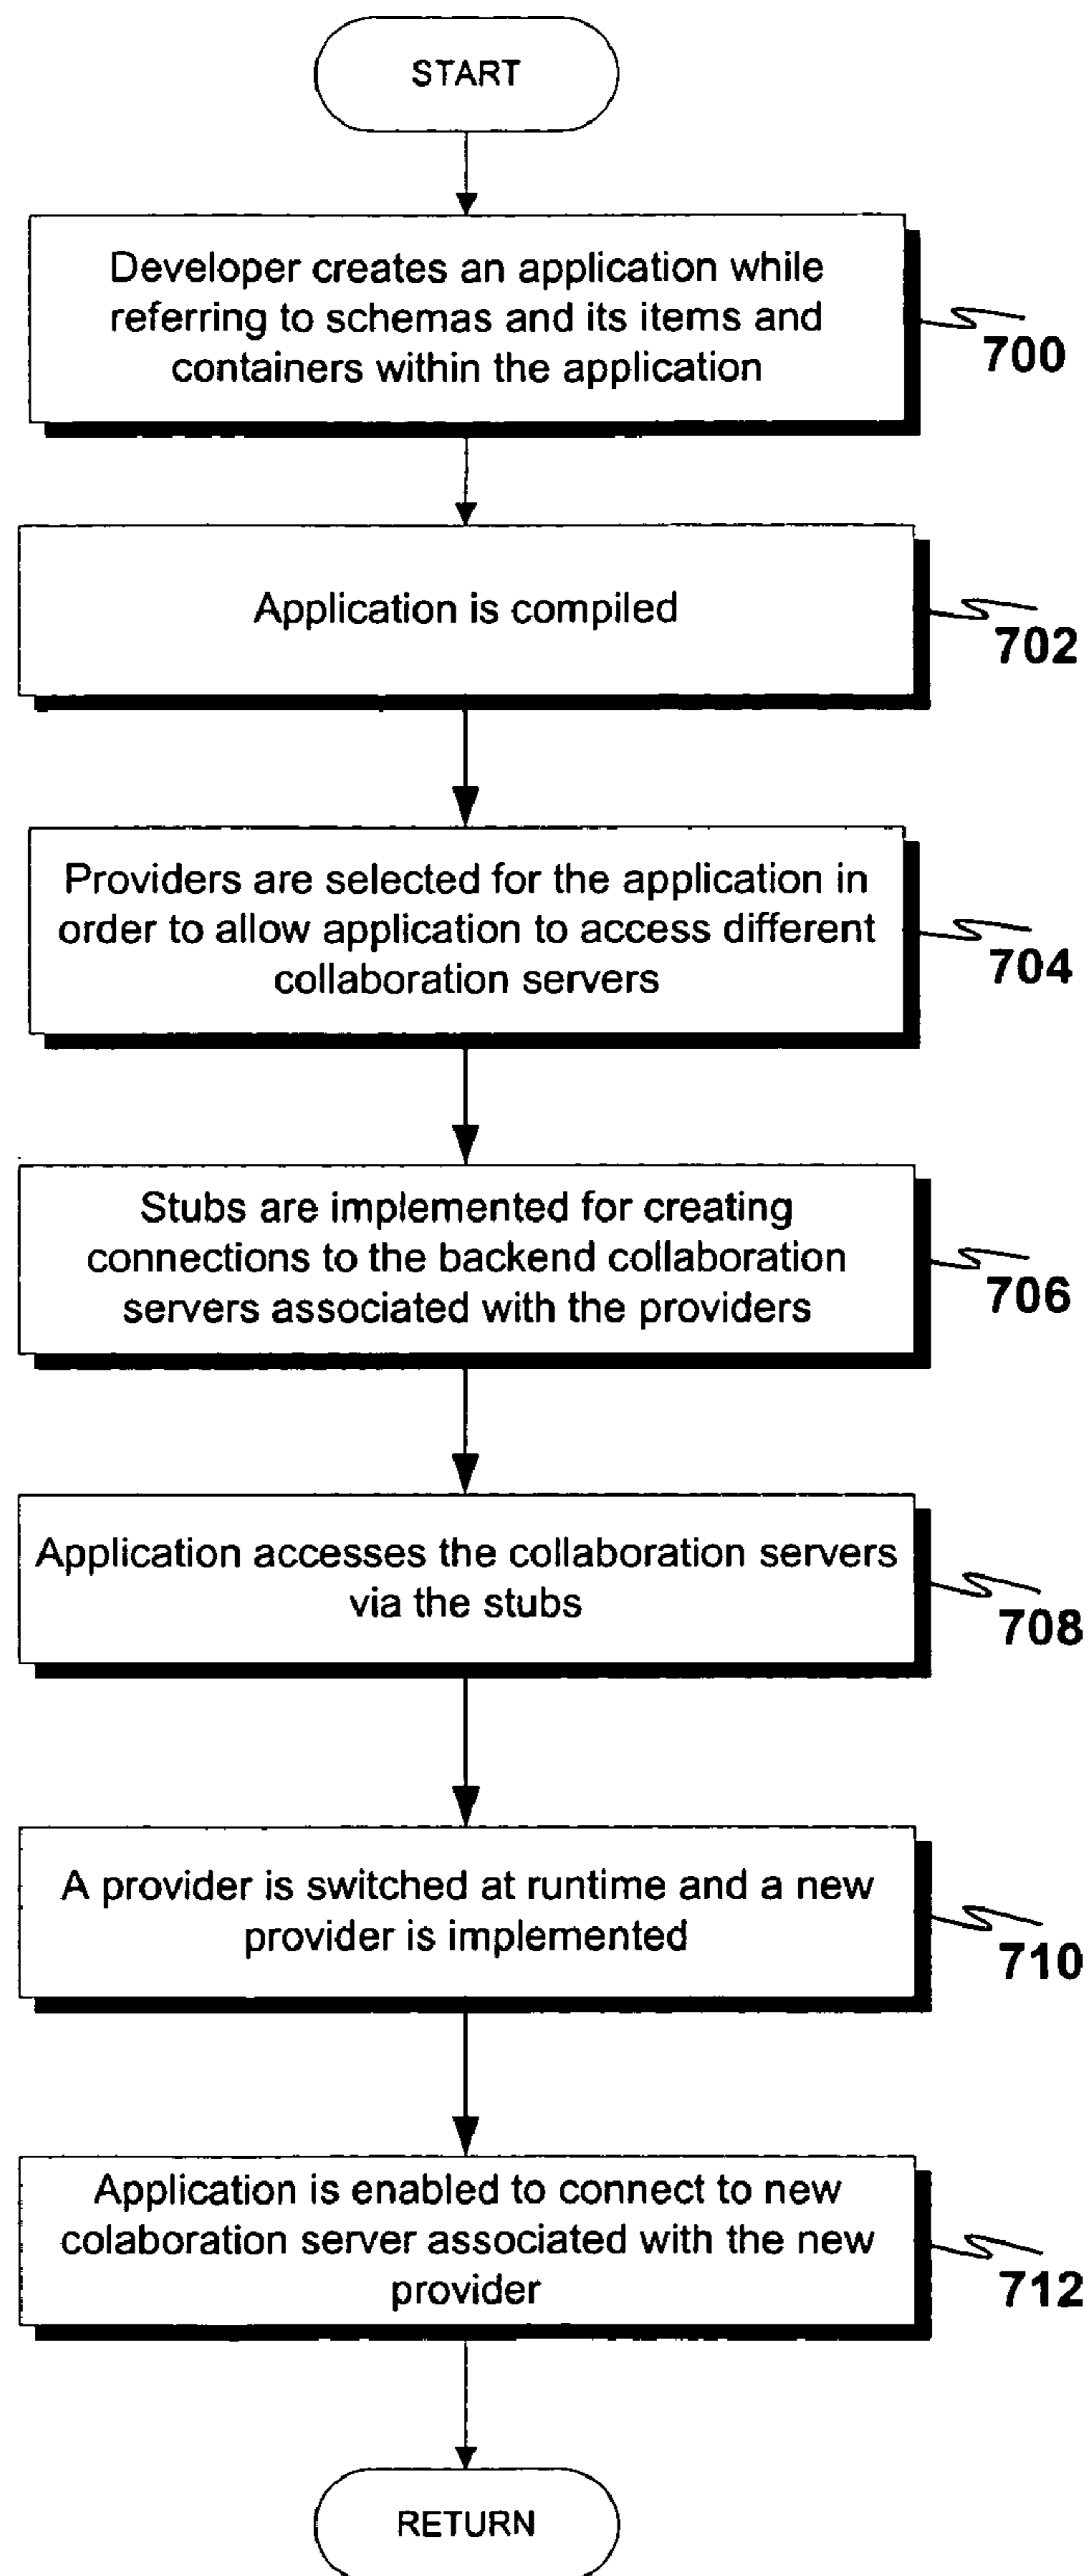 START
Developer creates an application while
referring to schemas and its items and
containers within the application
700
Application is compiled
702
Providers are selected for the application in
order to allow application to access different
collaboration servers
704
Stubs are implemented for creating
connections to the backend collaboration
servers associated with the providers
706
Application accesses the collaboration servers
via the stubs
708
A provider is switched at runtime and a new
provider is implemented
710
Application is enabled to connect to new
colaboration server associated with the new
provider
712
RETURN